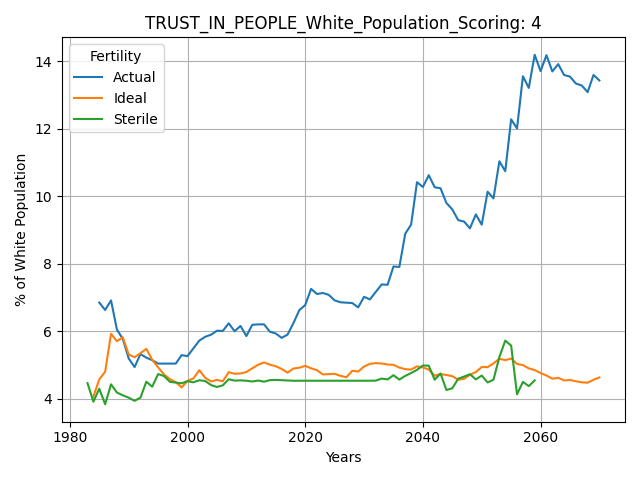 TRUST_IN_PEOPLE_White_Population_Scoring: 4
Fertility
Actual
Ideal
Sterile
% of White Population
14
12
10
8
6
4
1980 2000 2020 2040 2060
Years